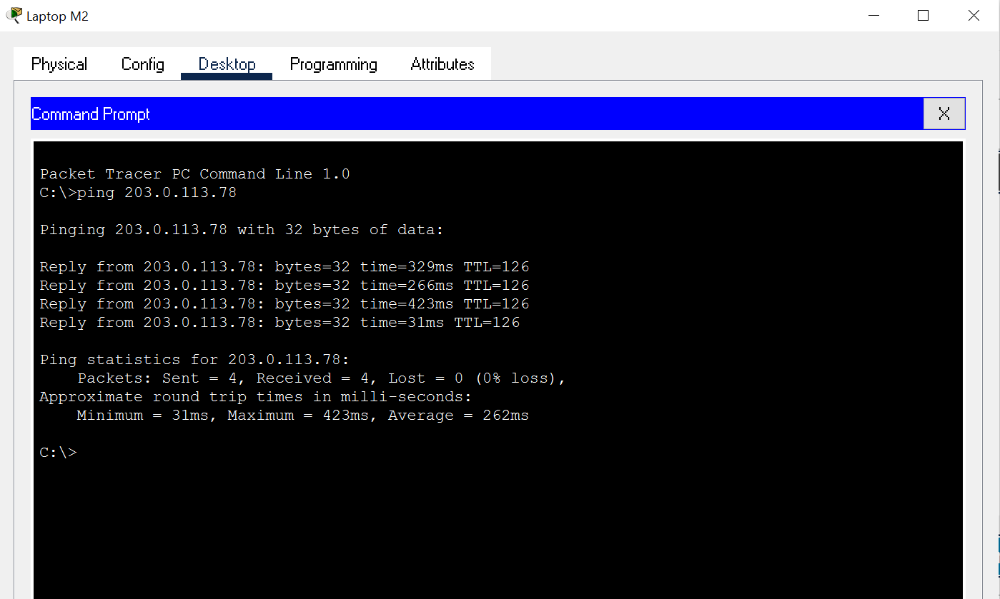 Laptop M2
Physical Config Desktop Programming Attributes
Command Prompt X
Packet Tracer PC Command Line 1.0
C:\>ping 203.0.113.78
Pinging 203.0.113.78 with 32 bytes of data:
Reply from 203.0.113.78: bytes=32 time=329ms TTL=126
Reply from 203.0.113.78: bytes=32 time=266ms TTL=126
Reply from 203.0.113.78: bytes=32 time=423ms TTL=126
Reply from 203.0.113.78: bytes=32 time=31ms TTL=126
Ping statistics for 203.0.113.78:
    Packets: Sent = 4, Received = 4, Lost = 0 (0% loss),
Approximate round trip times in milli-seconds:
    Minimum = 31ms, Maximum = 423ms, Average = 262ms
C:\>